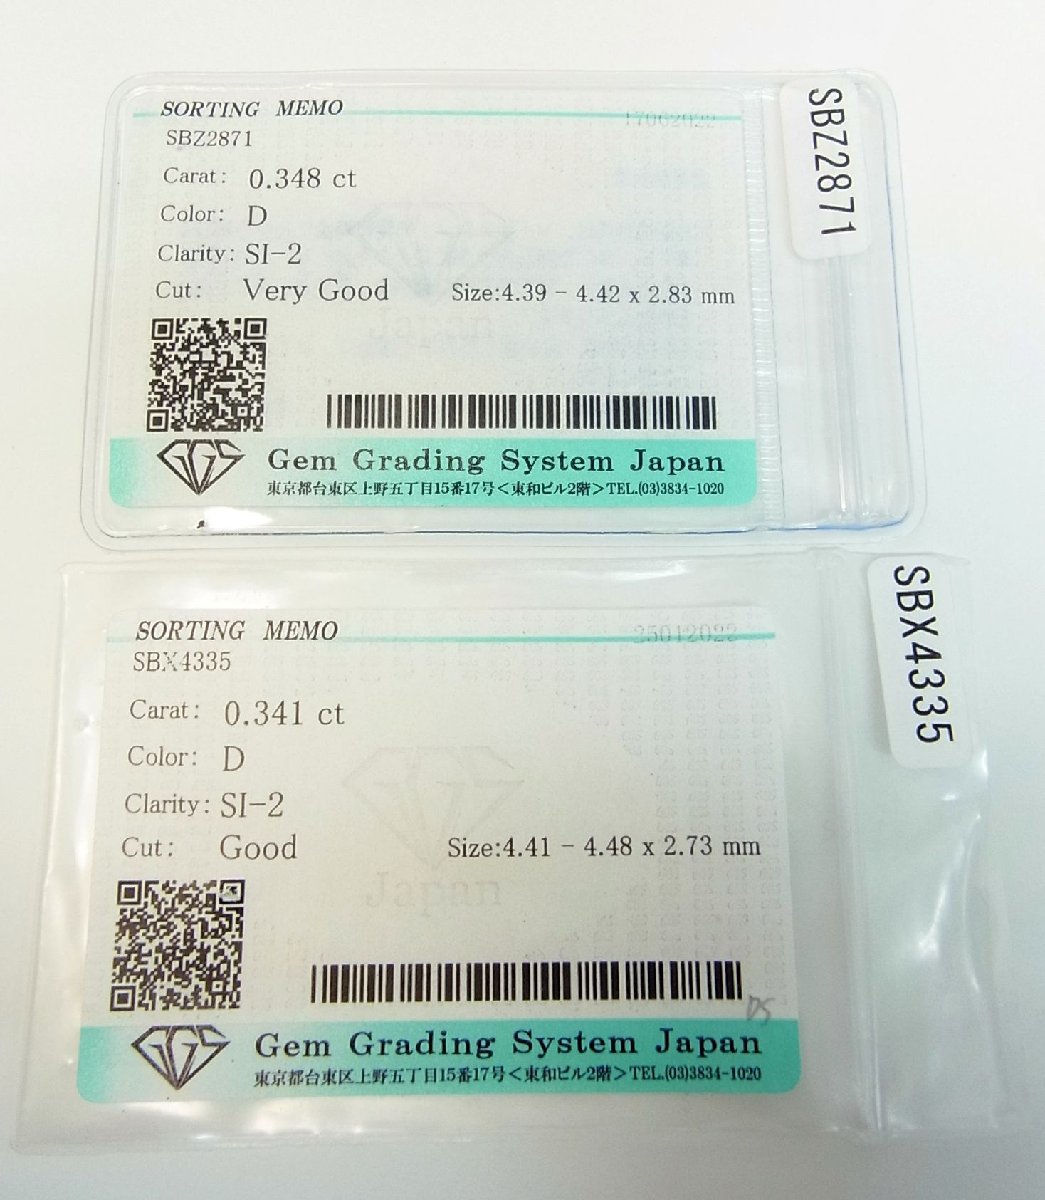 SORTING MEMO
17062022
SBZ2871
SBZ2871
Carat: 0.348 ct
Color: D
Clarity: SI-2
Cut: Very Good
Size:4.39 - 4.42 x 2.83 mm
GGS
Gem Grading System Japan
東京都台東区上野五丁目15番17号<東和ビル2階>TEL.(03)3834-1020
SORTING MEMO
SBX4335
SBX4335
Carat: 0.341 ct
Color: D
Clarity: SI-2
Cut: Good
Size:4.41 - 4.48 x 2.73 mm
Japan
DS
GGS
Gem Grading System Japan
東京都台東区上野五丁目15番17号<東和ビル2階>TEL.(03)3834-1020